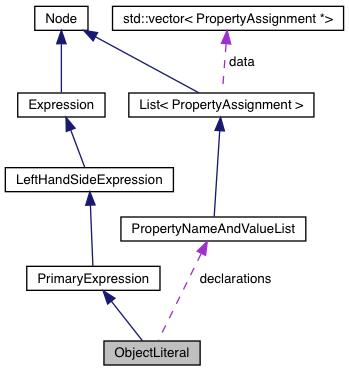 Node
std::vector< PropertyAssignment *>
data
Expression
List< PropertyAssignment >
LeftHandSideExpression
PropertyNameAndValueList
PrimaryExpression
declarations
ObjectLiteral